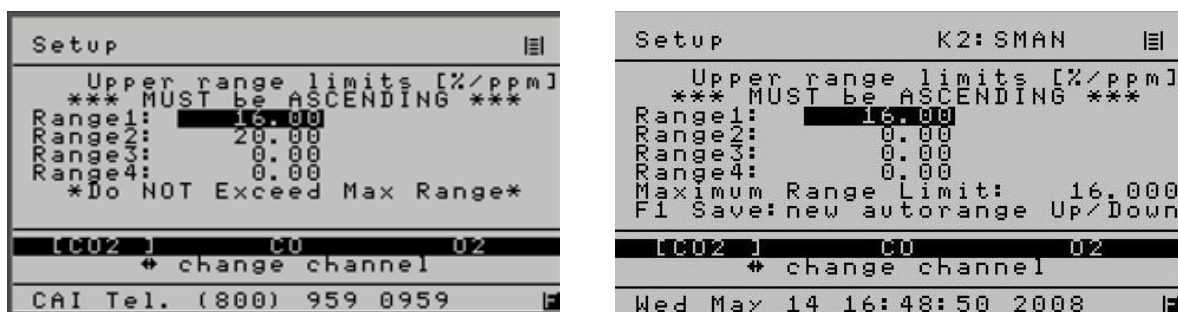 Setup
Upper range limits [%/ppm]
*** MUST be ASCENDING ***
Range1: 16.00
Range2: 20.00
Range3: 0.00
Range4: 0.00
*Do NOT Exceed Max Range*
[CO2 ] CO O2
change channel
CAI Tel. (800) 959 0959
Setup K2:SMAN
Upper range limits [%/ppm]
*** MUST be ASCENDING ***
Range1: 16.00
Range2: 0.00
Range3: 0.00
Range4: 0.00
Maximum Range Limit: 16.000
F1 Save:new autorange Up/Down
[CO2 ] CO O2
change channel
Wed May 14 16:48:50 2008